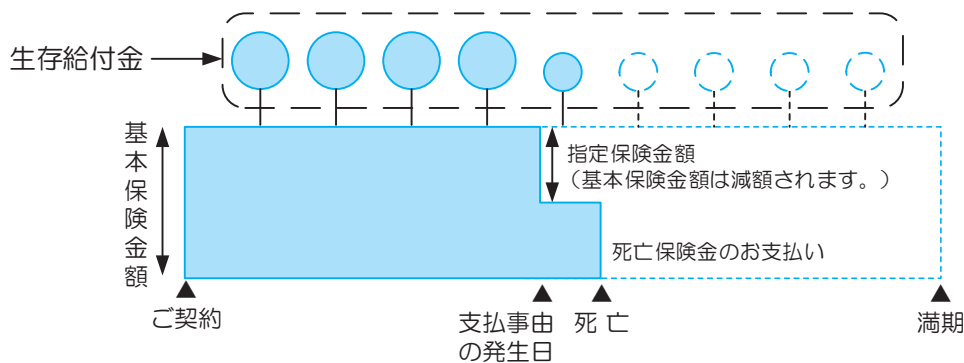 生存給付金
基本保険金額
指定保険金額
（基本保険金額は減額されます。）
死亡保険金のお支払い
ご契約
支払事由
の発生日
死 亡
満期